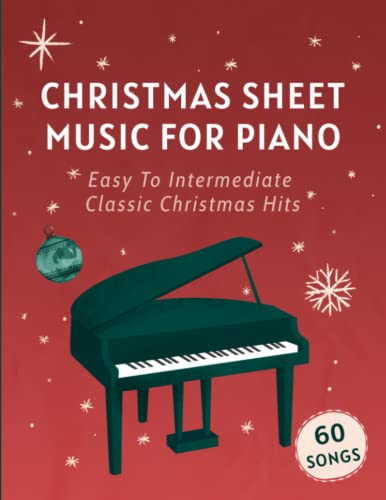 CHRISTMAS SHEET
MUSIC FOR PIANO
Easy To Intermediate
Classic Christmas Hits
60
SONGS